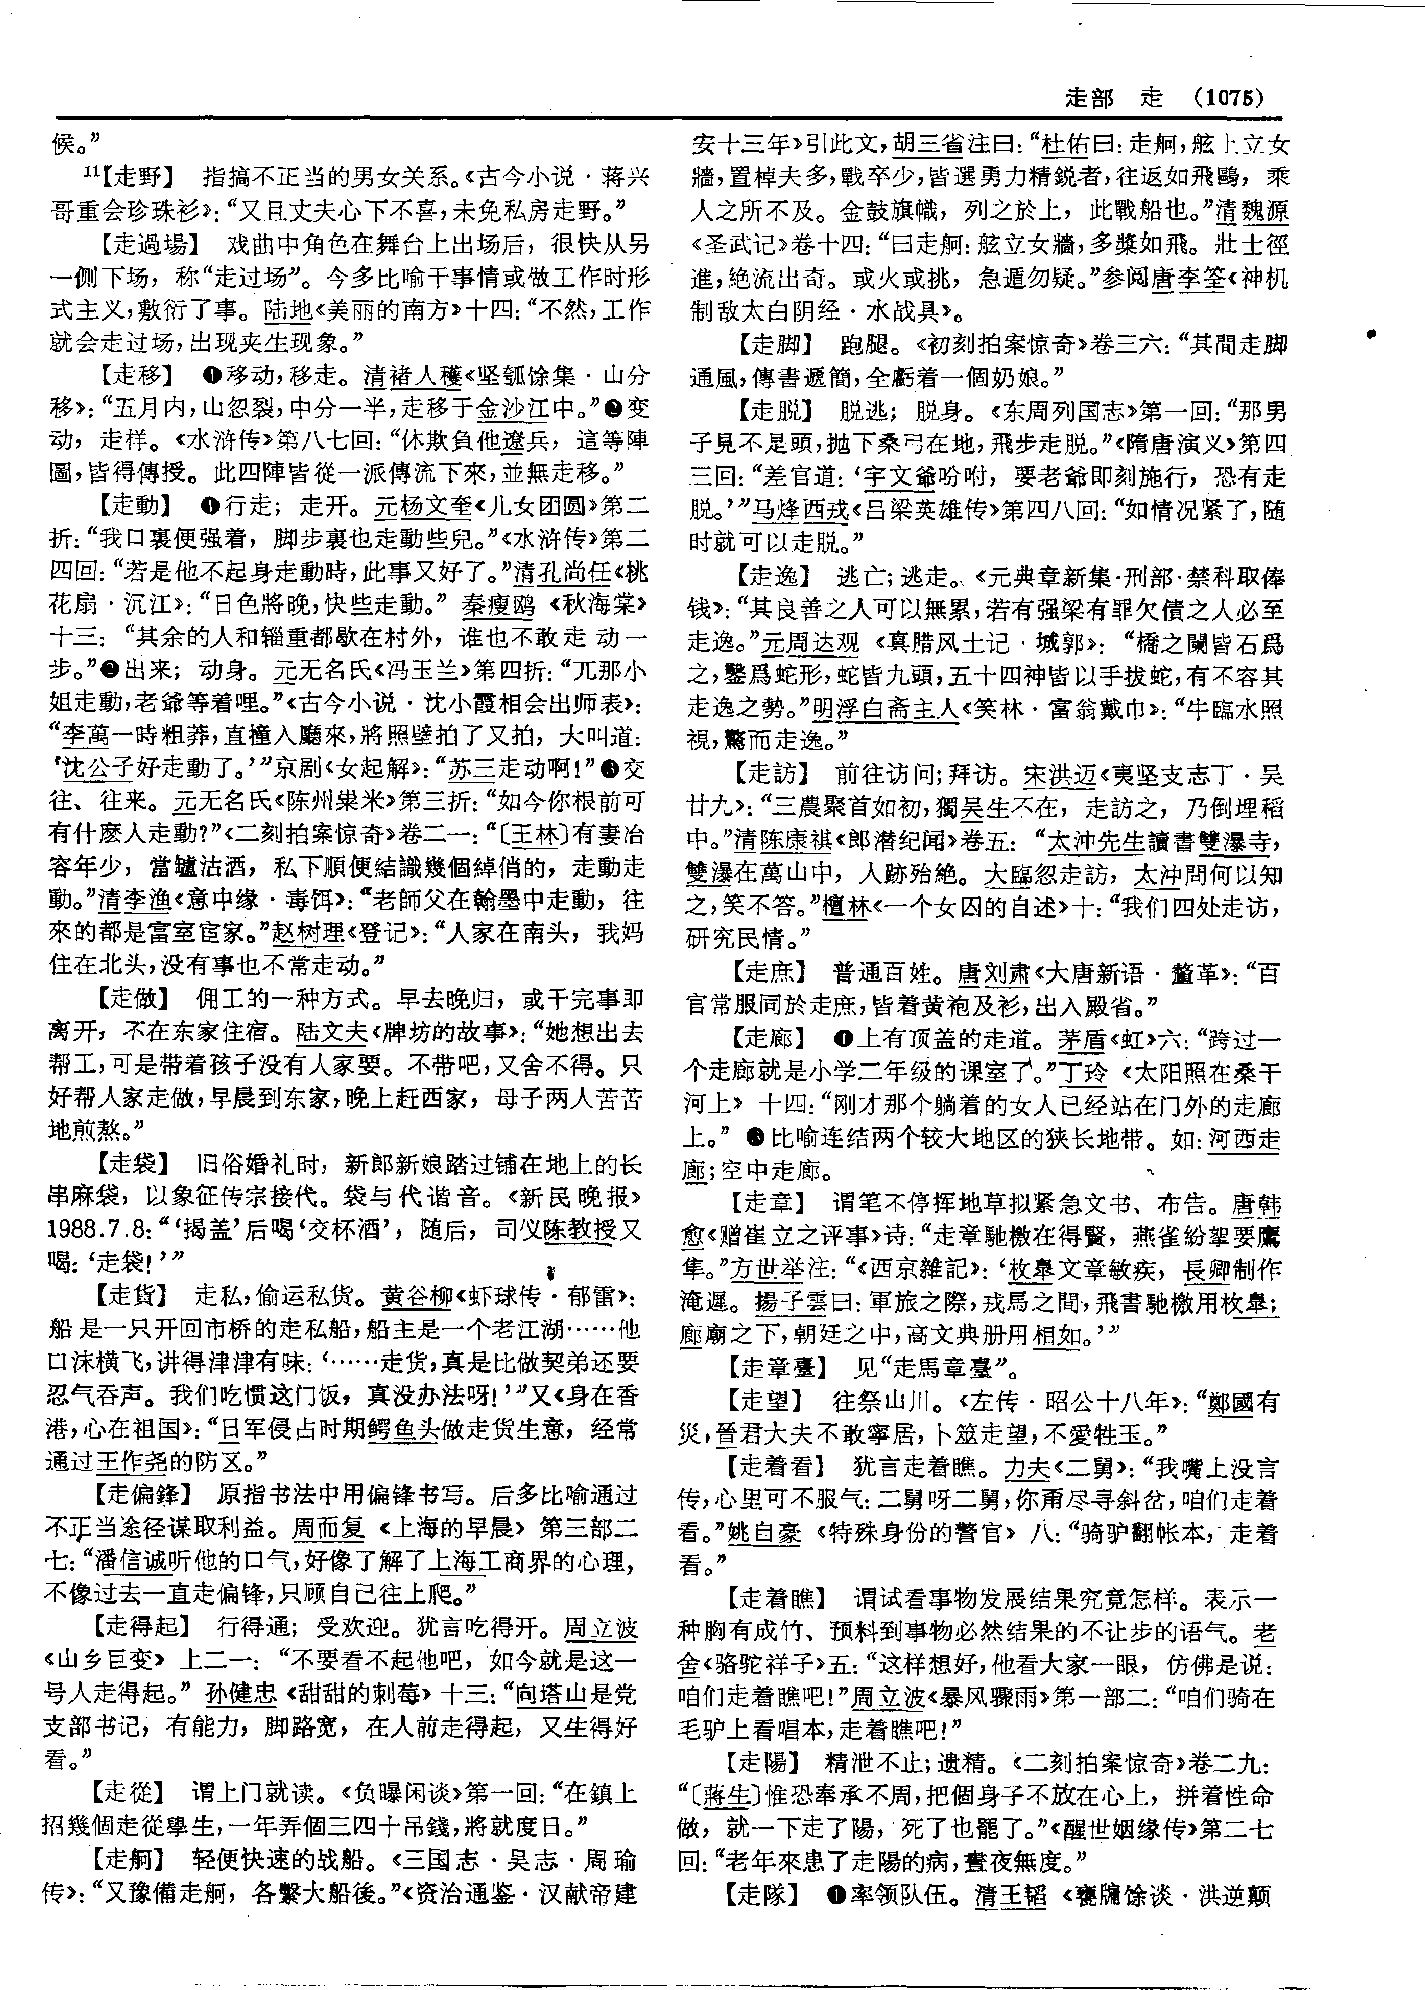 走部　走　（1075）
候。”
11【走野】　指搞不正当的男女关系。《古今小说·蒋兴
哥重会珍珠衫》：“又且丈夫心下不喜，未免私房走野。”
【走過場】　戏曲中角色在舞台上出场后，很快从另
一侧下场，称“走过场”。今多比喻干事情或做工作时形
式主义，敷衍了事。陆地《美丽的南方》十四：“不然，工作
就会走过场，出现夹生现象。”
【走移】　❶移动，移走。清褚人穫《坚瓠馀集·山分
移》：“五月内，山忽裂，中分一半，走移于金沙江中。”❷变
动，走样。《水浒传》第八七回：“休欺負他遼兵，這等陣
圖，皆得傳授。此四陣皆從一派傳流下來，並無走移。”
【走動】　❶行走；走开。元杨文奎《儿女团圆》第二
折：“我口裏便强着，脚步裏也走動些兒。”《水浒传》第二
四回：“若是他不起身走動時，此事又好了。”清孔尚任《桃
花扇·沉江》：“日色將晚，快些走動。”秦瘦鸥《秋海棠》
十三：“其余的人和辎重都歇在村外，谁也不敢走动一
步。”❷出来；动身。元无名氏《冯玉兰》第四折：“兀那小
姐走動，老爺等着哩。”《古今小说·沈小霞相会出师表》：
“李萬一時粗莽，直撞入廳來，將照壁拍了又拍，大叫道：
‘沈公子好走動了。’”京剧《女起解》：“苏三走动啊！”❸交
往、往来。元无名氏《陈州粜米》第三折：“如今你根前可
有什麽人走動？”《二刻拍案惊奇》卷二一：“〔王林〕有妻冶
容年少，當壚沽酒，私下順便結識幾個綽俏的，走動走
動。”清李渔《意中缘·毒饵》：“老師父在翰墨中走動，往
來的都是富室宦家。”赵树理《登记》：“人家在南头，我妈
住在北头，没有事也不常走动。”
【走做】　佣工的一种方式。早去晚归，或干完事即
离开，不在东家住宿。陆文夫《牌坊的故事》：“她想出去
帮工，可是带着孩子没有人家要。不带吧，又舍不得。只
好帮人家走做，早晨到东家，晚上赶西家，母子两人苦苦
地煎熬。”
【走袋】　旧俗婚礼时，新郎新娘踏过铺在地上的长
串麻袋，以象征传宗接代。袋与代谐音。《新民晚报》
1988.7.8：“‘揭盖’后喝‘交杯酒’，随后，司仪陈教授又
喝：‘走袋！’”
【走貨】　走私，偷运私货。黄谷柳《虾球传·郁雷》：
船是一只开回市桥的走私船，船主是一个老江湖……他
口沫横飞，讲得津津有味：‘……走货，真是比做契弟还要
忍气吞声。我们吃惯这门饭，真没办法呀！’”又《身在香
港，心在祖国》：“日军侵占时期鳄鱼头做走货生意，经常
通过王作尧的防区。”
【走偏鋒】　原指书法中用偏锋书写。后多比喻通过
不正当途径谋取利益。周而复《上海的早晨》第三部二
七：“潘信诚听他的口气，好像了解了上海工商界的心理，
不像过去一直走偏锋，只顾自己往上爬。”
【走得起】　行得通；受欢迎。犹言吃得开。周立波
《山乡巨变》上二一：“不要看不起他吧，如今就是这一
号人走得起。”孙健忠《甜甜的刺莓》十三：“向塔山是党
支部书记，有能力，脚路宽，在人前走得起，又生得好
看。”
【走從】　谓上门就读。《负曝闲谈》第一回：“在鎮上
招幾個走從學生，一年弄個三四十吊錢，將就度日。”
【走舸】　轻便快速的战船。《三国志·吴志·周瑜
传》：“又豫備走舸，各繫大船後。”《资治通鉴·汉献帝建
安十三年》引此文，胡三省注曰：“杜佑曰：走舸，舷上立女
牆，置棹夫多，戰卒少，皆選勇力精鋭者，往返如飛鷗，乘
人之所不及。金鼓旗幟，列之於上，此戰船也。”清魏源
《圣武记》卷十四：“曰走舸：舷立女牆，多槳如飛。壯士徑
進，絶流出奇。或火或挑，急遁勿疑。”参阅唐李筌《神机
制敌太白阴经·水战具》。
【走脚】　跑腿。《初刻拍案惊奇》卷三六：“其間走脚
通風，傳書遞簡，全虧着一個奶娘。”
【走脱】　脱逃；脱身。《东周列国志》第一回：“那男
子見不是頭，抛下桑弓在地，飛步走脱。”《隋唐演义》第四
三回：“差官道：‘宇文爺吩咐，要老爺即刻施行，恐有走
脱。’”马烽西戎《吕梁英雄传》第四八回：“如情况紧了，随
时就可以走脱。”
【走逸】　逃亡；逃走。《元典章新集·刑部·禁科取俸
钱》：“其良善之人可以無累，若有强梁有罪欠債之人必至
走逸。”元周达观《真腊风土记·城郭》：“橋之闌皆石爲
之，鑿爲蛇形，蛇皆九頭，五十四神皆以手拔蛇，有不容其
走逸之勢。”明浮白斋主人《笑林·富翁戴巾》：“牛臨水照
視，驚而走逸。”
【走訪】　前往访问；拜访。宋洪迈《夷坚支志丁·吴
廿九》：“三農聚首如初，獨吴生不在，走訪之，乃倒埋稻
中。”清陈康祺《郎潜纪闻》卷五：“太沖先生讀書雙瀑寺，
雙瀑在萬山中，人跡殆絶。大臨忽走訪，太沖問何以知
之，笑不答。”檀林《一个女囚的自述》十：“我们四处走访，
研究民情。”
【走庶】　普通百姓。唐刘肃《大唐新语·釐革》：“百
官常服同於走庶，皆着黄袍及衫，出入殿省。”
【走廊】　❶上有顶盖的走道。茅盾《虹》六：“跨过一
个走廊就是小学二年级的课室了。”丁玲《太阳照在桑干
河上》十四：“刚才那个躺着的女人已经站在门外的走廊
上。”❷比喻连结两个较大地区的狭长地带。如：河西走
廊；空中走廊。
【走章】　谓笔不停挥地草拟紧急文书、布告。唐韩
愈《赠崔立之评事》诗：“走章馳檄在得賢，燕雀紛挐要鷹
隼。”方世举注：“《西京雜記》：‘枚臯文章敏疾，長卿制作
淹遲。揚子雲曰：軍旅之際，戎馬之間，飛書馳檄用枚臯；
廊廟之下，朝廷之中，高文典册用相如。’”
【走章臺】　见“走馬章臺”。
【走望】　往祭山川。《左传·昭公十八年》：“鄭國有
災，晉君大夫不敢寧居，卜筮走望，不愛牲玉。”
【走着看】　犹言走着瞧。力夫《二舅》：“我嘴上没言
传，心里可不服气：二舅呀二舅，你甭尽寻斜岔，咱们走着
看。”姚自豪《特殊身份的警官》八：“骑驴翻帐本，走着
看。”
【走着瞧】　谓试看事物发展结果究竟怎样。表示一
种胸有成竹、预料到事物必然结果的不让步的语气。老
舍《骆驼祥子》五：“这样想好，他看大家一眼，仿佛是说：
咱们走着瞧吧！”周立波《暴风骤雨》第一部二：“咱们骑在
毛驴上看唱本，走着瞧吧！”
【走陽】　精泄不止；遗精。《二刻拍案惊奇》卷二九：
“〔蔣生〕惟恐奉承不周，把個身子不放在心上，拼着性命
做，就一下走了陽，死了也罷了。”《醒世姻缘传》第二七
回：“老年來患了走陽的病，晝夜無度。”
【走隊】　❶率领队伍。清王韬《甕牖馀谈·洪逆颠